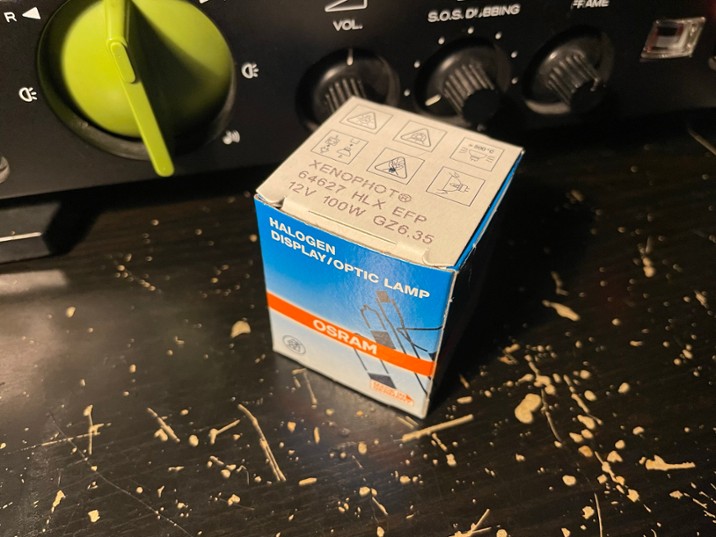 R
VOL.
S.O.S. DUBBING
FRAME
XENOPHOT®
64627 HLX EFP
12V 100W GZ6.35
HALOGEN
DISPLAY/OPTIC LAMP
OSRAM